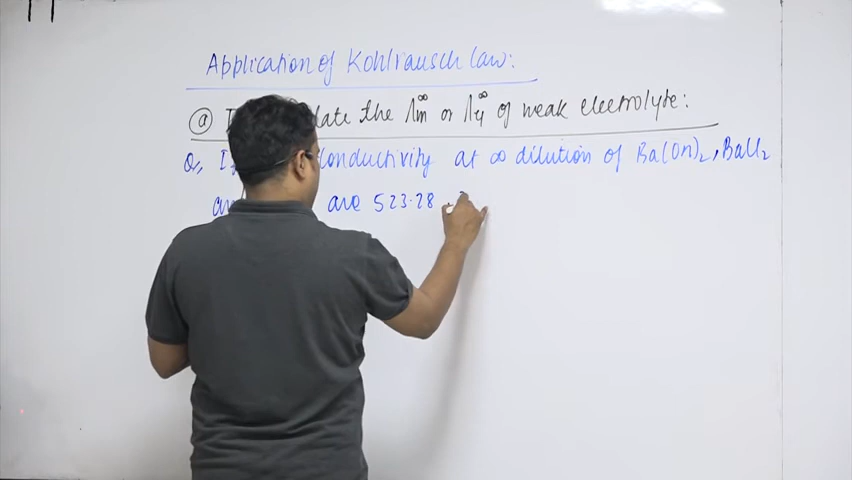 Application of Kohlrausch law:
(a) T late the Λm∞ or Λeq∞ of weak electrolyte:
Q, If Conductivity at ∞ dilution of Ba(OH)2, BaCl2
are 523.28